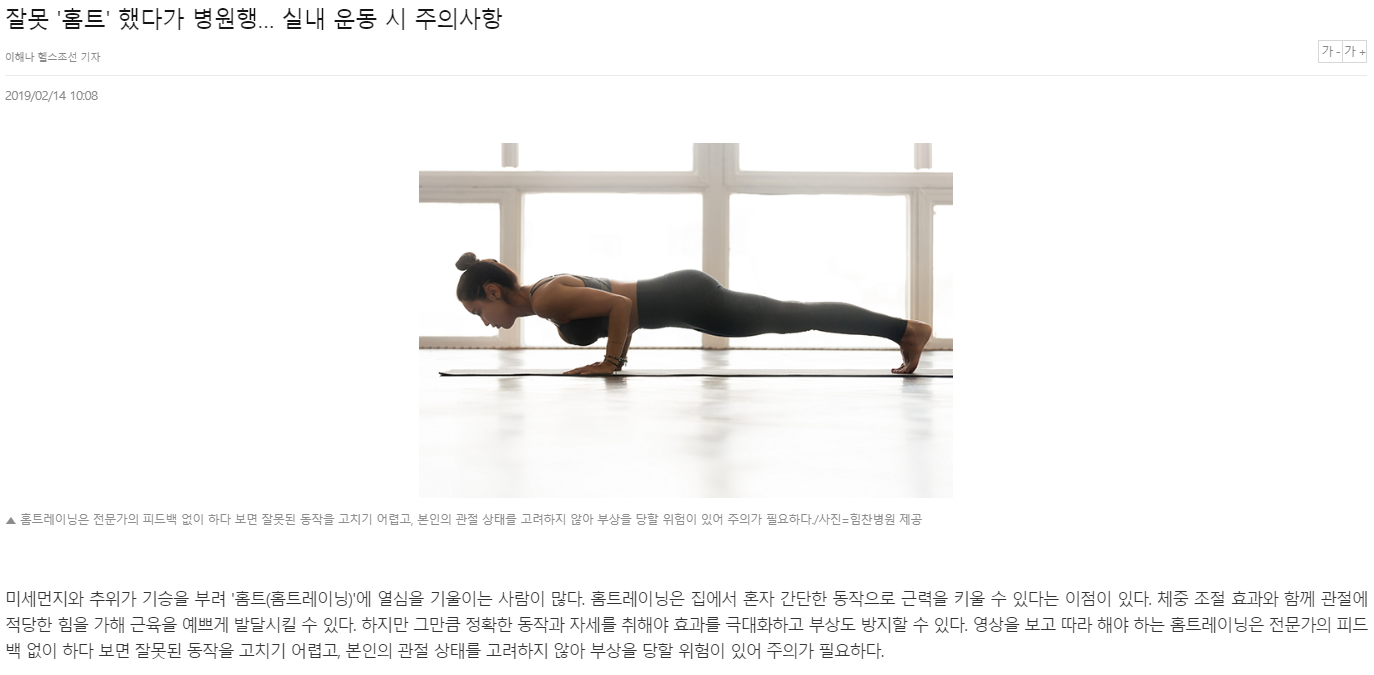 잘못 '홈트' 했다가 병원행... 실내 운동 시 주의사항
이해나 헬스조선 기자
가 - 가 +
2019/02/14 10:08
▲ 홈트레이닝은 전문가의 피드백 없이 하다 보면 잘못된 동작을 고치기 어렵고, 본인의 관절 상태를 고려하지 않아 부상을 당할 위험이 있어 주의가 필요하다./사진=힘찬병원 제공
미세먼지와 추위가 기승을 부려 '홈트(홈트레이닝)'에 열심을 기울이는 사람이 많다. 홈트레이닝은 집에서 혼자 간단한 동작으로 근력을 키울 수 있다는 이점이 있다. 체중 조절 효과와 함께 관절에
적당한 힘을 가해 근육을 예쁘게 발달시킬 수 있다. 하지만 그만큼 정확한 동작과 자세를 취해야 효과를 극대화하고 부상도 방지할 수 있다. 영상을 보고 따라 해야 하는 홈트레이닝은 전문가의 피드
백 없이 하다 보면 잘못된 동작을 고치기 어렵고, 본인의 관절 상태를 고려하지 않아 부상을 당할 위험이 있어 주의가 필요하다.